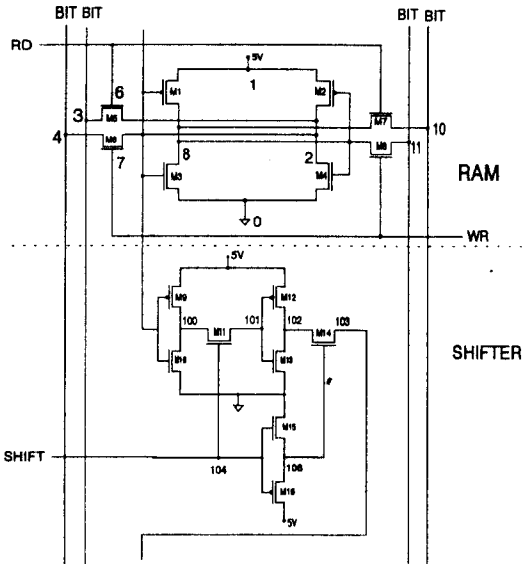 BIT BIT BIT BIT
RD
5V
6 M1 1 M2
3 M5 M7 10
4 M6 M8 11
7 8 2
M3 M4
RAM
0
WR
5V
M9 M12
100 101 102 103
M11 M14
M10 M13
SHIFTER
M15
SHIFT
104 106
M16
5V